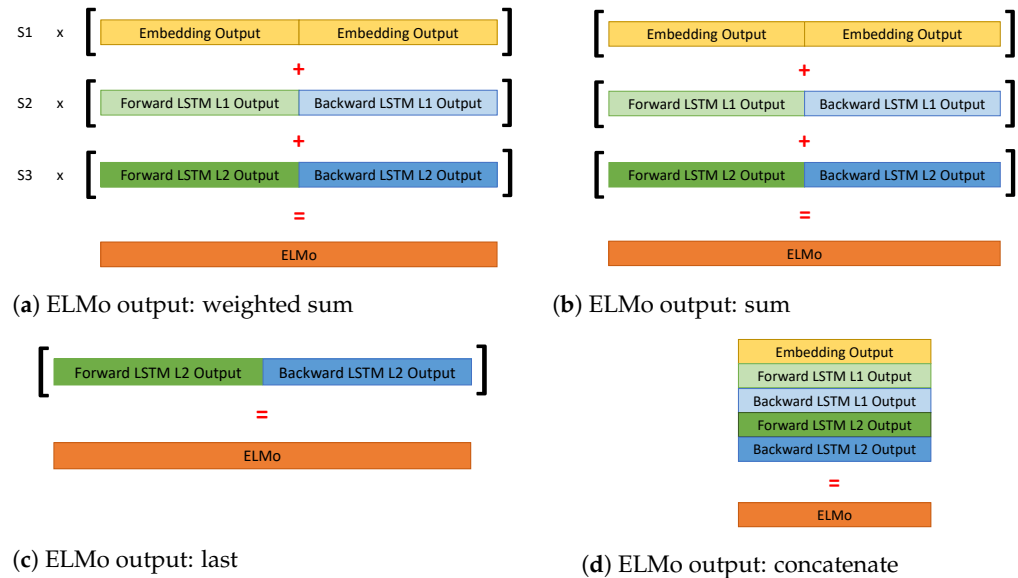 S1 x [ Embedding Output Embedding Output ]
+
S2 x [ Forward LSTM L1 Output Backward LSTM L1 Output ]
+
S3 x [ Forward LSTM L2 Output Backward LSTM L2 Output ]
=
ELMo
(a) ELMo output: weighted sum
[ Embedding Output Embedding Output ]
+
[ Forward LSTM L1 Output Backward LSTM L1 Output ]
+
[ Forward LSTM L2 Output Backward LSTM L2 Output ]
=
ELMo
(b) ELMo output: sum
[ Forward LSTM L2 Output Backward LSTM L2 Output ]
=
ELMo
(c) ELMo output: last
Embedding Output
Forward LSTM L1 Output
Backward LSTM L1 Output
Forward LSTM L2 Output
Backward LSTM L2 Output
=
ELMo
(d) ELMo output: concatenate